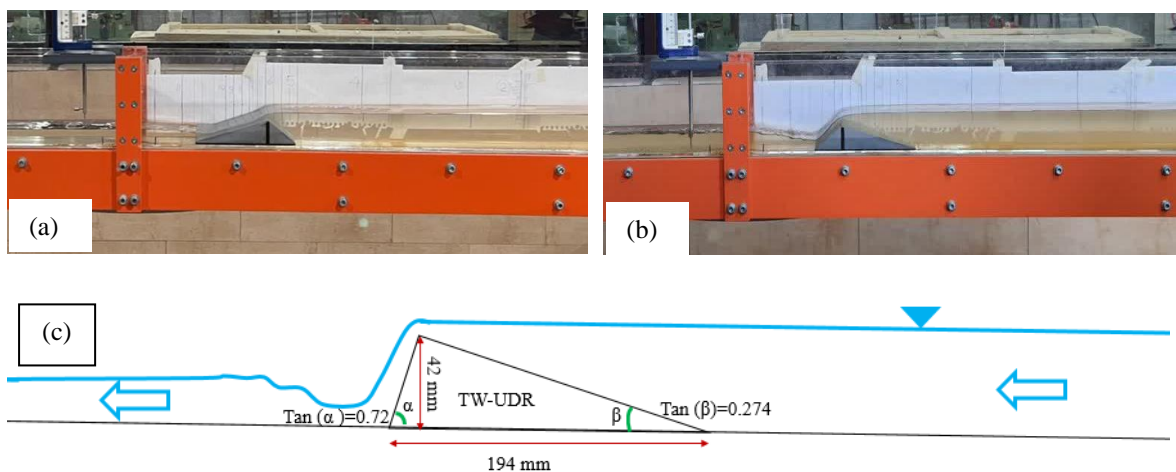 (a)
(b)
(c)
42 mm
α
TW-UDR
β
Tan (α )=0.72
Tan (β)=0.274
194 mm